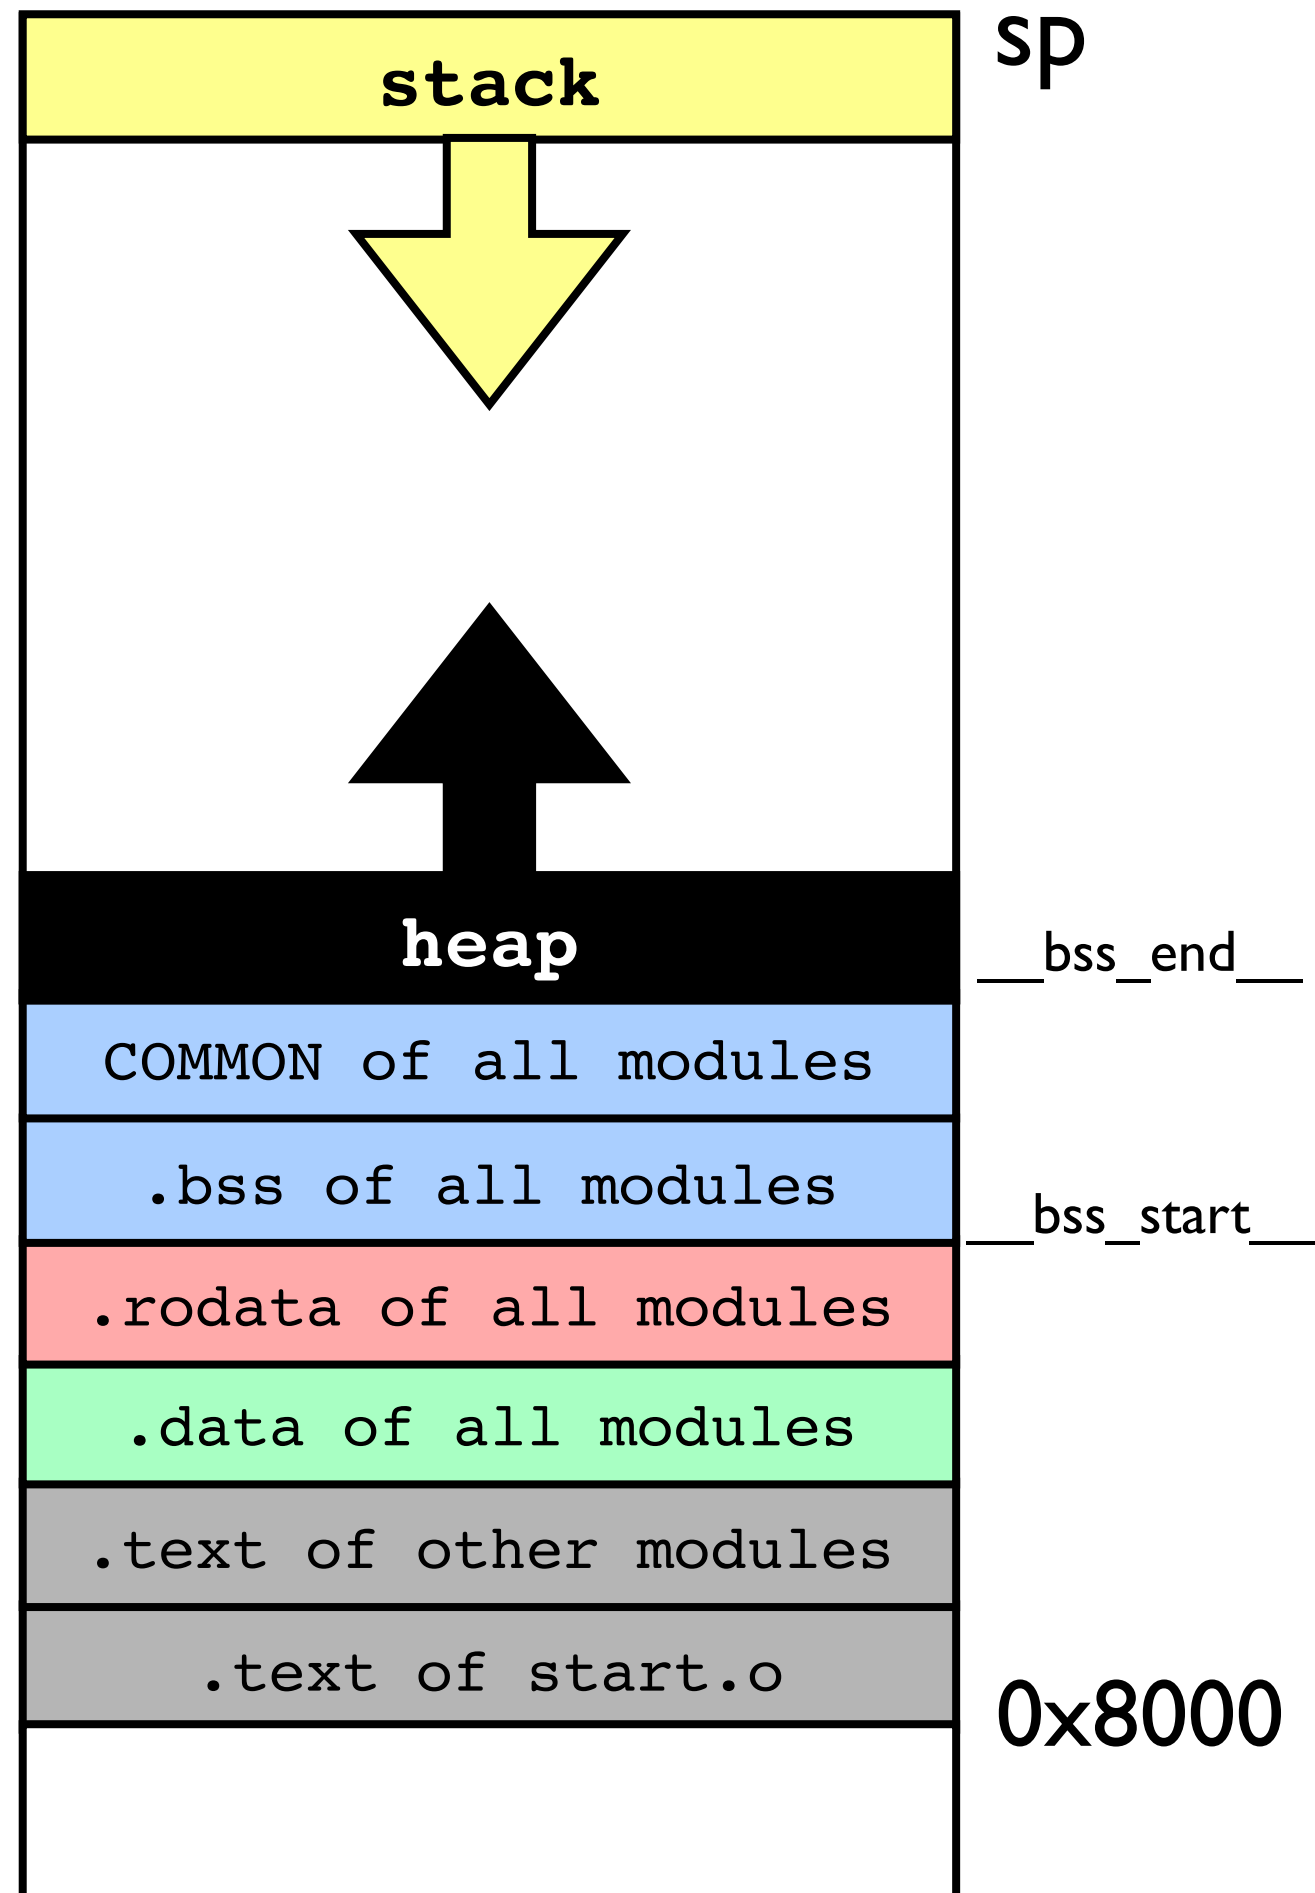 sp
stack
heap
__bss_end__
COMMON of all modules
.bss of all modules
__bss_start__
.rodata of all modules
.data of all modules
.text of other modules
.text of start.o
0x8000